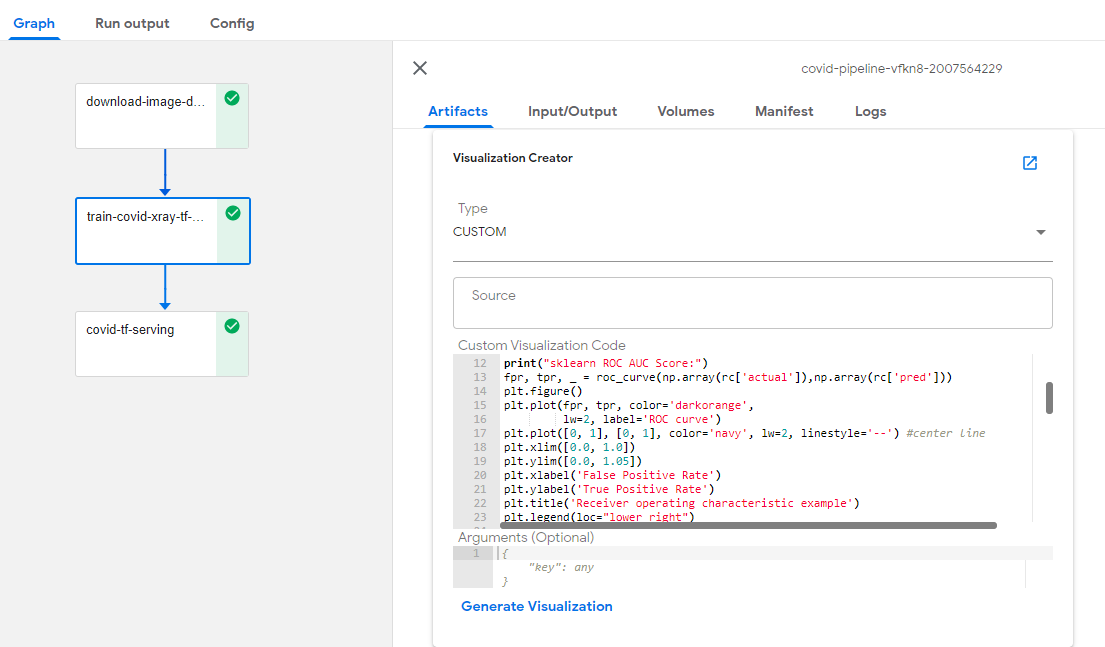 Graph Run output Config
download-image-d...
train-covid-xray-tf-...
covid-tf-serving
covid-pipeline-vfkn8-2007564229
Artifacts Input/Output Volumes Manifest Logs
Visualization Creator
Type
CUSTOM
Source
Custom Visualization Code
12 print("sklearn ROC AUC Score:")
13 fpr, tpr, _ = roc_curve(np.array(rc['actual']),np.array(rc['pred']))
14 plt.figure()
15 plt.plot(fpr, tpr, color='darkorange',
16 lw=2, label='ROC curve')
17 plt.plot([0, 1], [0, 1], color='navy', lw=2, linestyle='--') #center line
18 plt.xlim([0.0, 1.0])
19 plt.ylim([0.0, 1.05])
20 plt.xlabel('False Positive Rate')
21 plt.ylabel('True Positive Rate')
22 plt.title('Receiver operating characteristic example')
23 plt.legend(loc="lower right")
Arguments (Optional)
1 {
"key": any
}
Generate Visualization